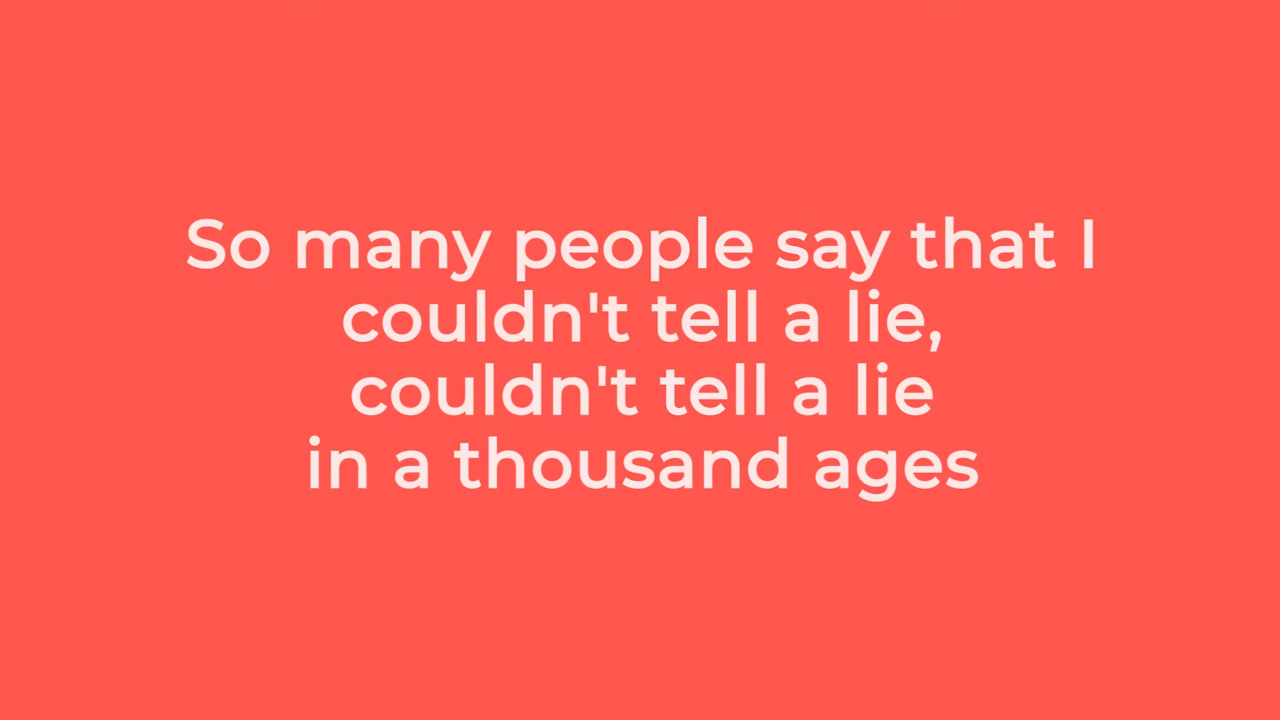 So many people say that I
couldn't tell a lie,
couldn't tell a lie
in a thousand ages